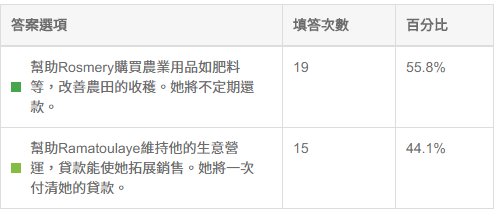 答案選項 填答次數 百分比
幫助Rosmery購買農業用品如肥料
等，改善農田的收穫。她將不定期還
款。
19 55.8%
幫助Ramatoulaye維持他的生意營
運，貸款能使她拓展銷售。她將一次
付清她的貸款。
15 44.1%